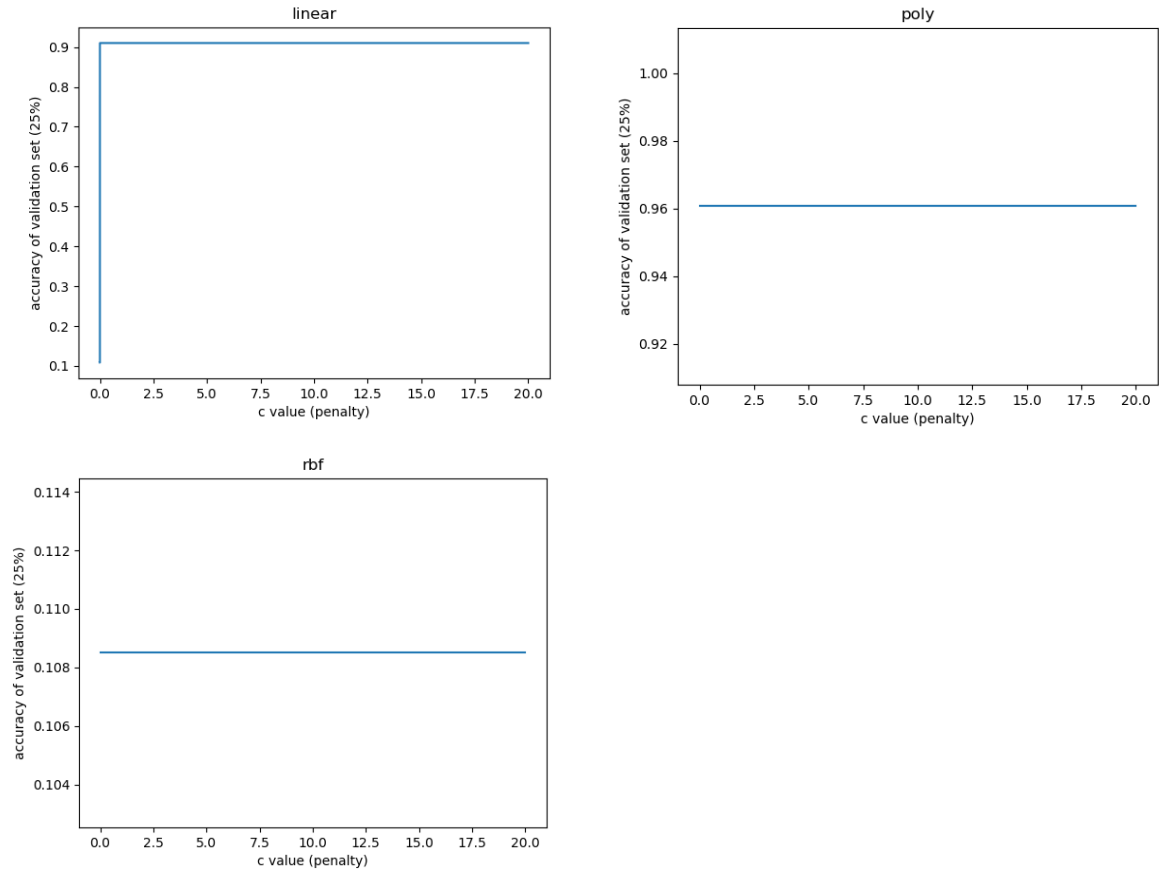 linear
accuracy of validation set (25%)
0.9
0.8
0.7
0.6
0.5
0.4
0.3
0.2
0.1
0.0 2.5 5.0 7.5 10.0 12.5 15.0 17.5 20.0
c value (penalty)
poly
accuracy of validation set (25%)
1.00
0.98
0.96
0.94
0.92
0.0 2.5 5.0 7.5 10.0 12.5 15.0 17.5 20.0
c value (penalty)
rbf
accuracy of validation set (25%)
0.114
0.112
0.110
0.108
0.106
0.104
0.0 2.5 5.0 7.5 10.0 12.5 15.0 17.5 20.0
c value (penalty)